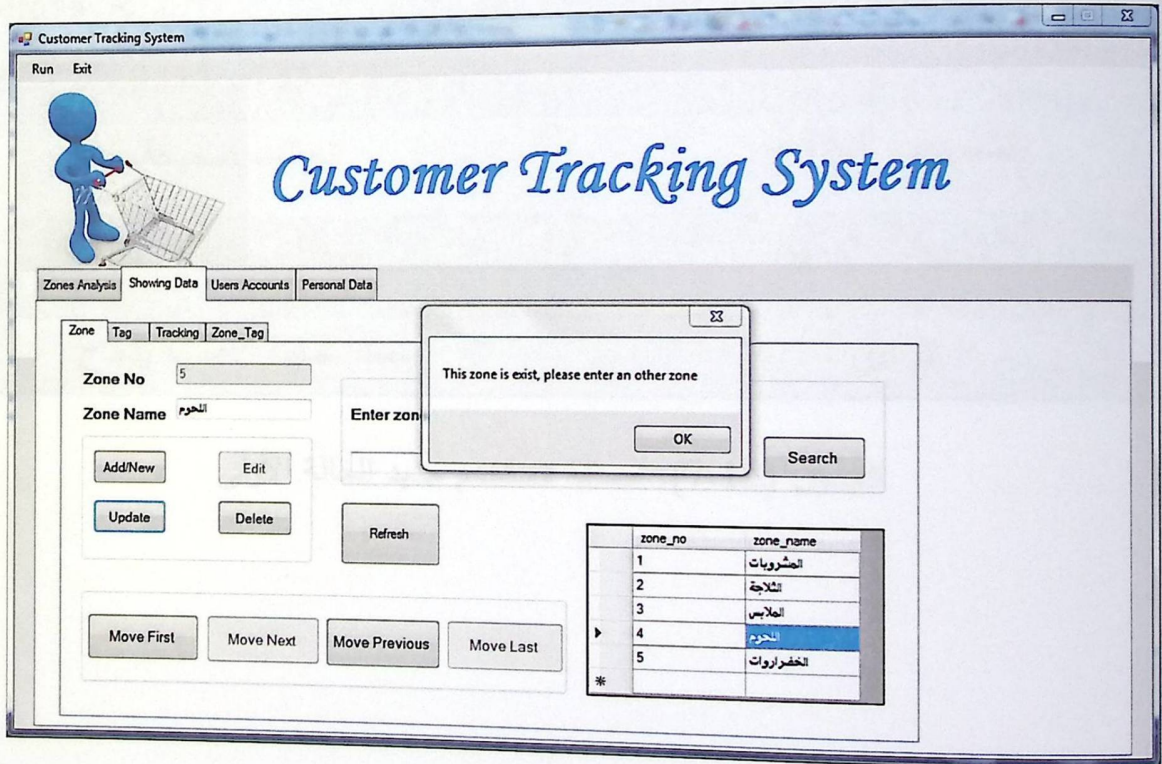 Customer Tracking System
Run Exit
Customer Tracking System
Zones Analysis Showing Data Users Accounts Personal Data
Zone Tag Tracking Zone_Tag
This zone is exist, please enter an other zone
OK
Zone No 5
Zone Name اللحوم
Enter zon
Search
Add/New Edit
Update Delete
Refresh
zone_no zone_name
1 المشروبات
2 الثلاجة
3 الملابس
4 اللحوم
5 الخضراروات
Move First Move Next Move Previous Move Last